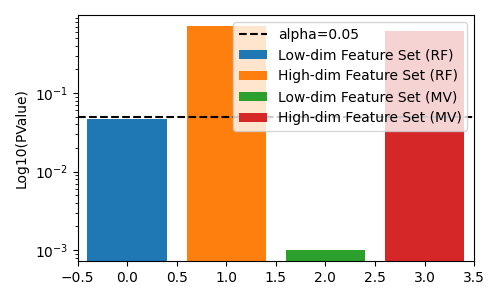 alpha=0.05
Low-dim Feature Set (RF)
High-dim Feature Set (RF)
Low-dim Feature Set (MV)
High-dim Feature Set (MV)
Log10(PValue)
10⁻¹
10⁻²
10⁻³
−0.5 0.0 0.5 1.0 1.5 2.0 2.5 3.0 3.5